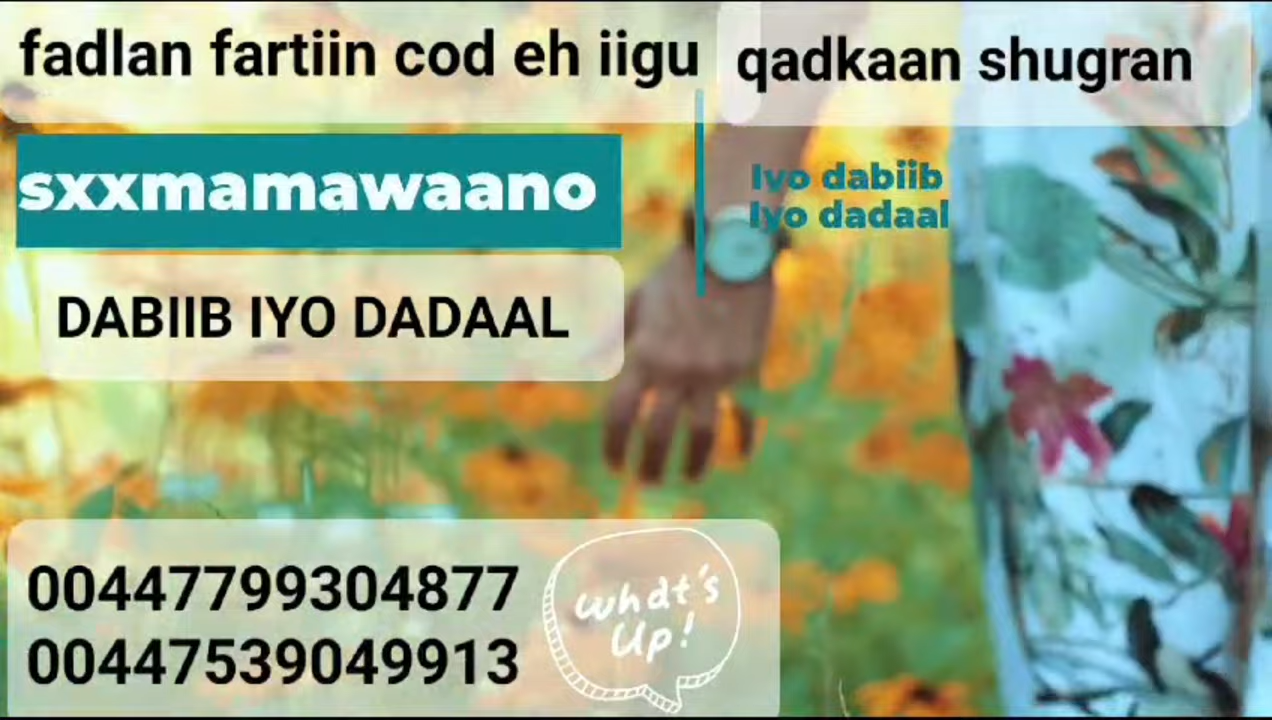 fadlan fartiin cod eh iigu
qadkaan shugran
sxxmamawaano
Iyo dabiib
Iyo dadaal
DABIIB IYO DADAAL
00447799304877
00447539049913
what's
Up!